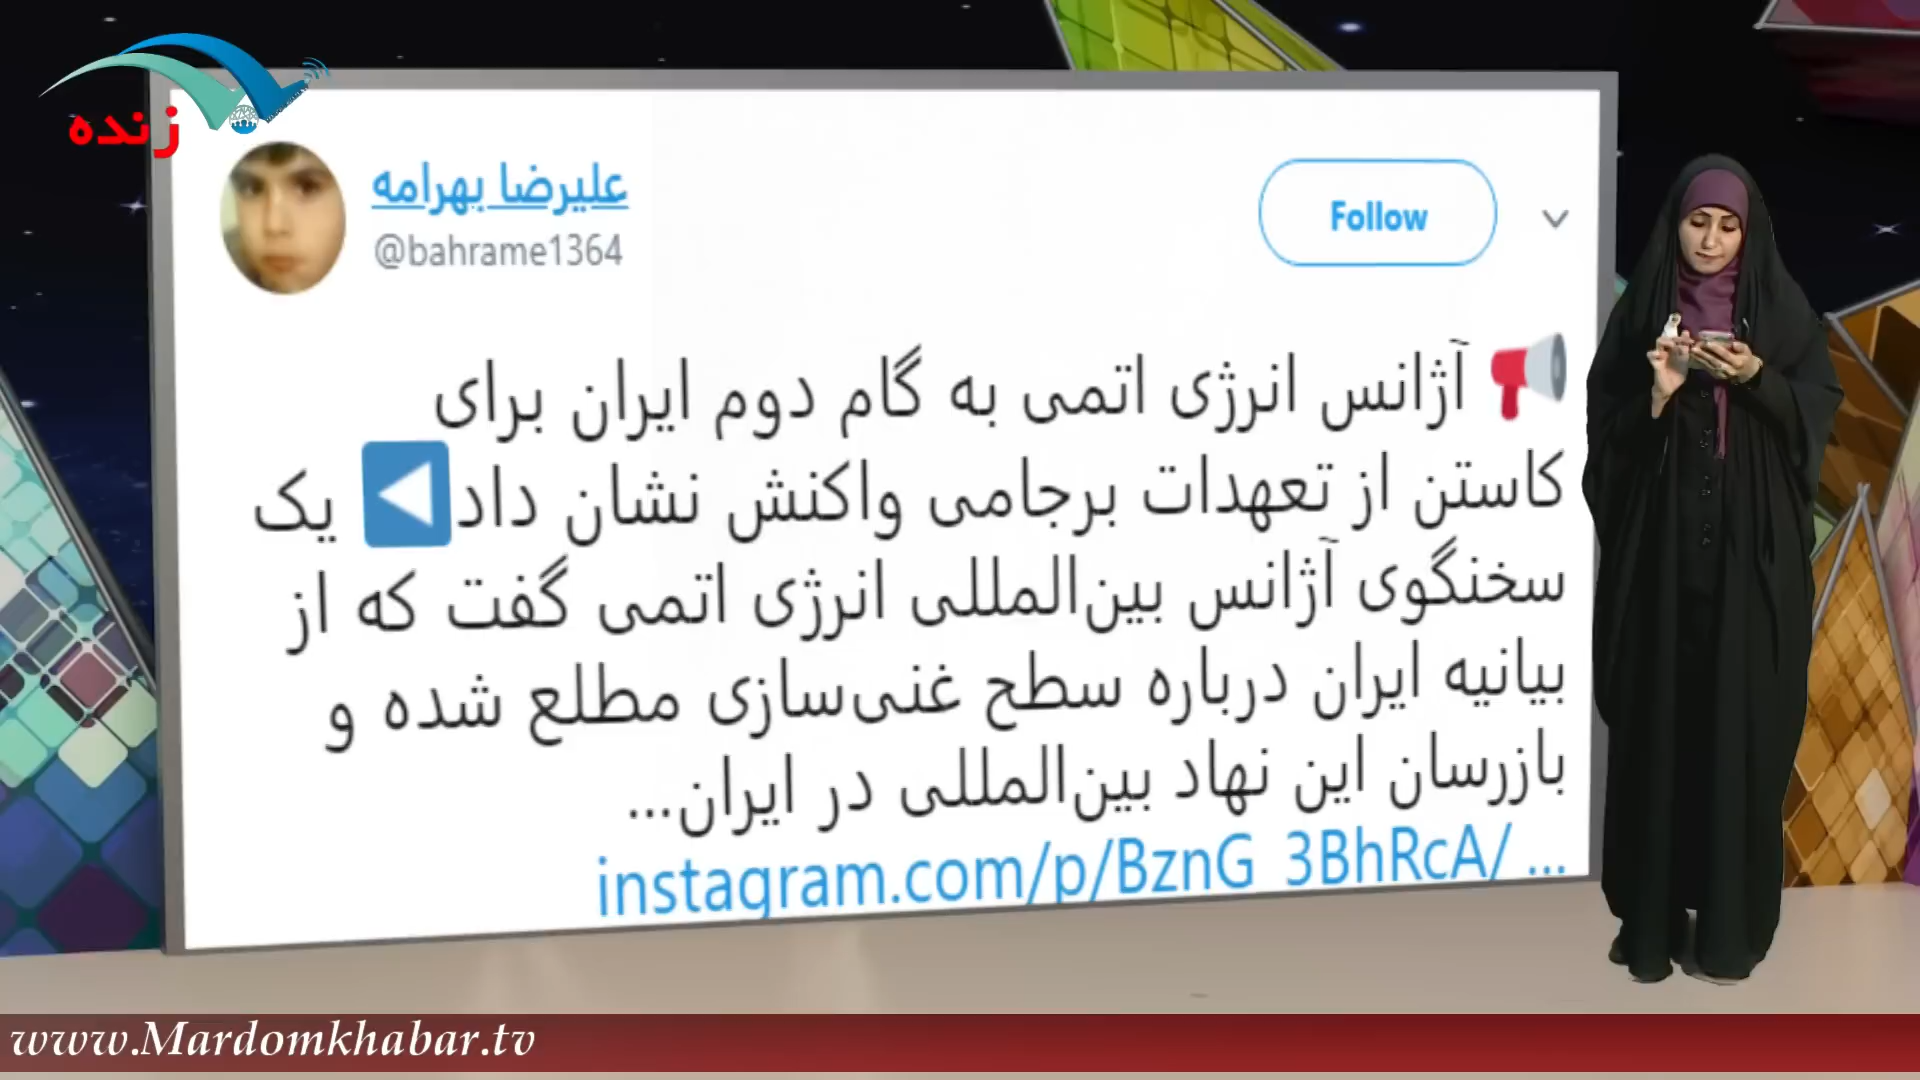 زنده
علیرضا بهرامه
@bahrame1364
Follow
آژانس انرژی اتمی به گام دوم ایران برای
کاستن از تعهدات برجامی واکنش نشان داد یک
سخنگوی آژانس بین‌المللی انرژی اتمی گفت که از
بیانیه ایران درباره سطح غنی‌سازی مطلع شده و
بازرسان این نهاد بین‌المللی در ایران...
instagram.com/p/BznG_3BhRcA/ ...
www.Mardomkhabar.tv